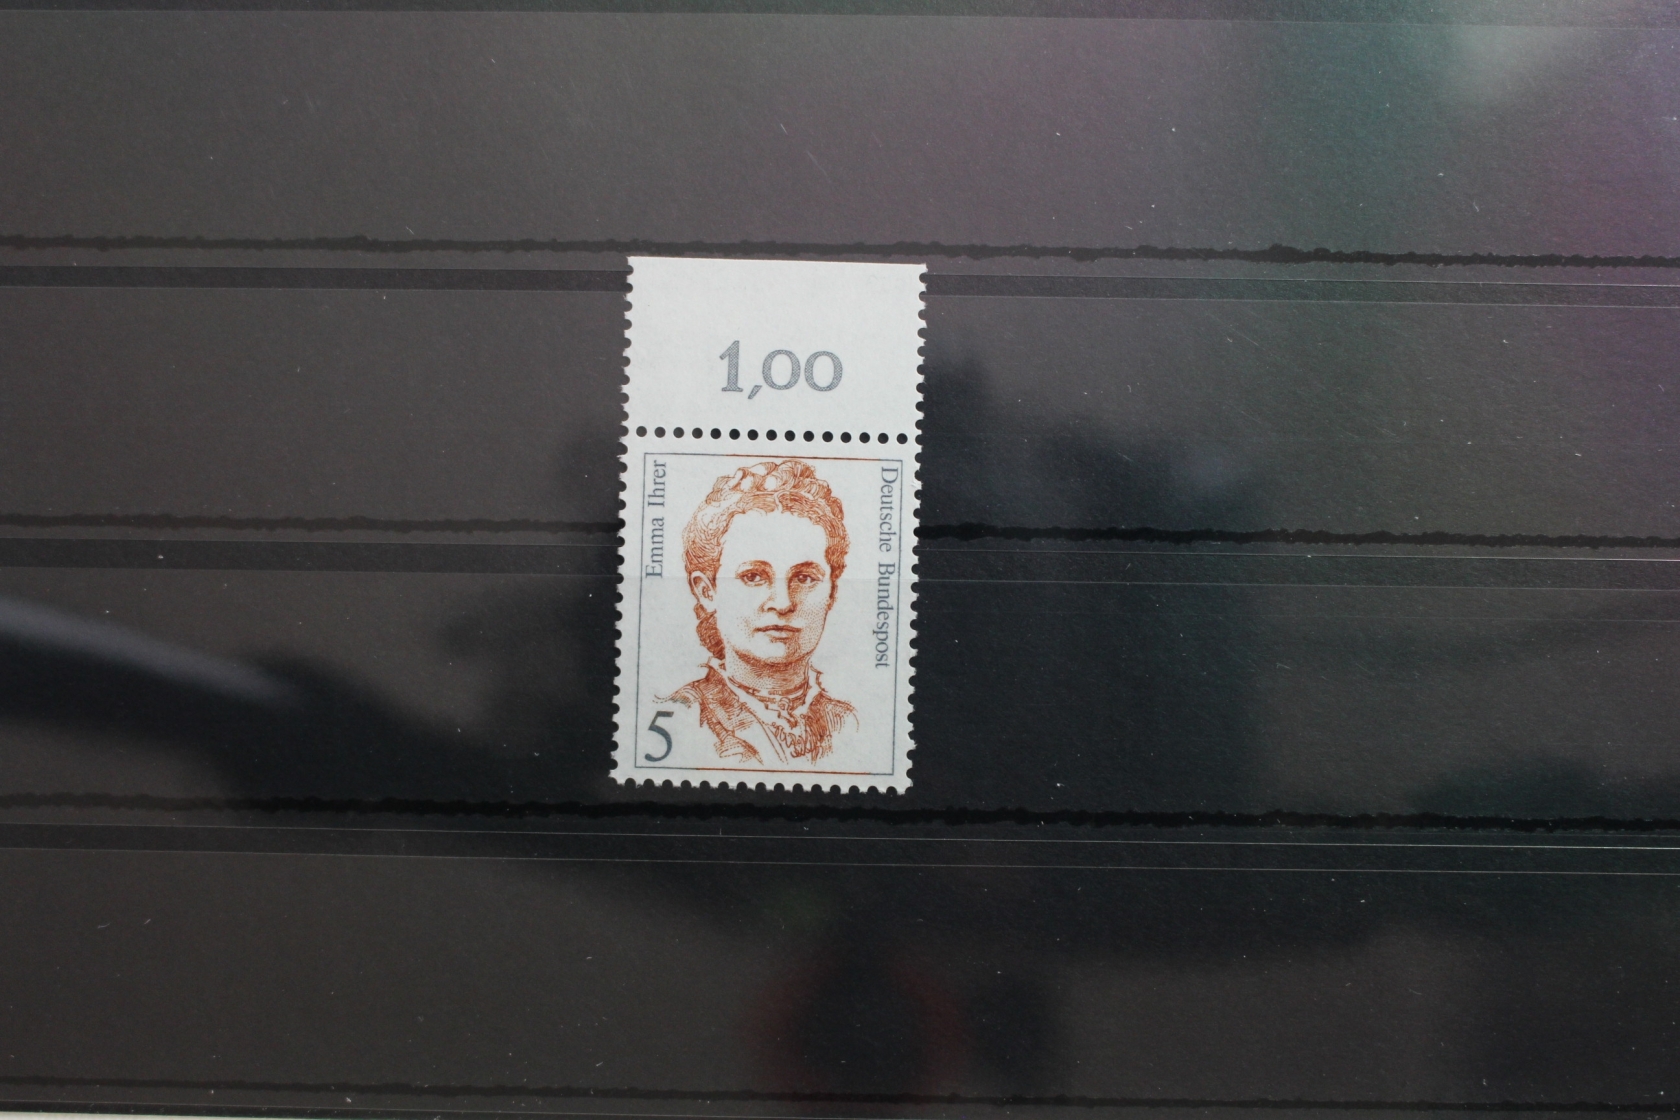 1,00
Emma Ihrer
Deutsche Bundespost
5